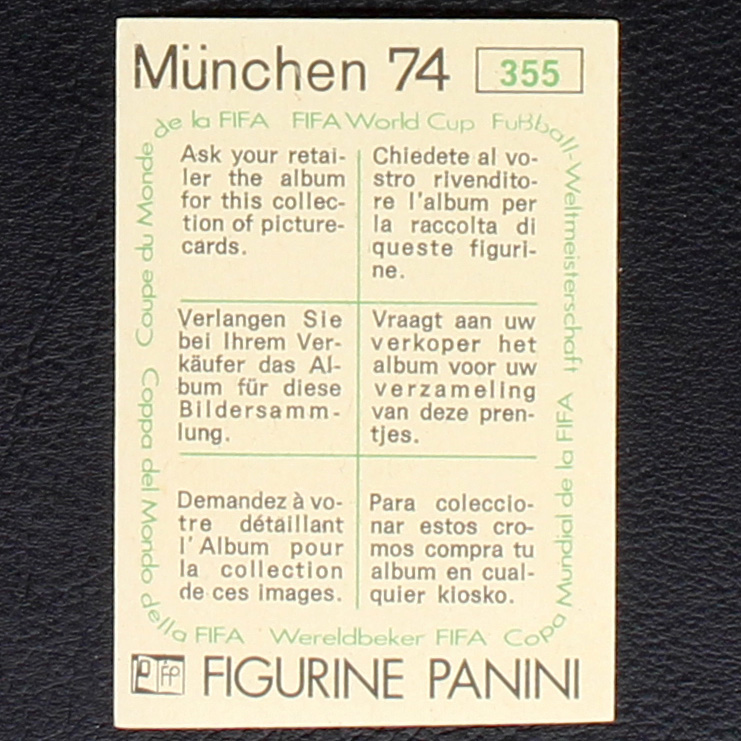 München 74
355
de la FIFA FIFA World Cup Fußball-Weltmeisterschaft
Ask your retai-
ler the album
for this collec-
tion of picture-
cards.
Chiedete al vo-
stro rivendito-
re l'album per
la raccolta di
queste figuri-
ne.
Verlangen Sie
bei Ihrem Ver-
käufer das Al-
bum für diese
Bildersamm-
lung.
Vraagt aan uw
verkoper het
album voor uw
verzameling
van deze pren-
tjes.
Demandez à vo-
tre détaillant
l'Album pour
la collection
de ces images.
Para coleccio-
nar estos cro-
mos compra tu
album en cual-
quier kiosko.
Copa Mundial de la FIFA
Wereldbeker FIFA
Coppa del Mondo della FIFA
Coupe du Monde
FP
FIGURINE PANINI